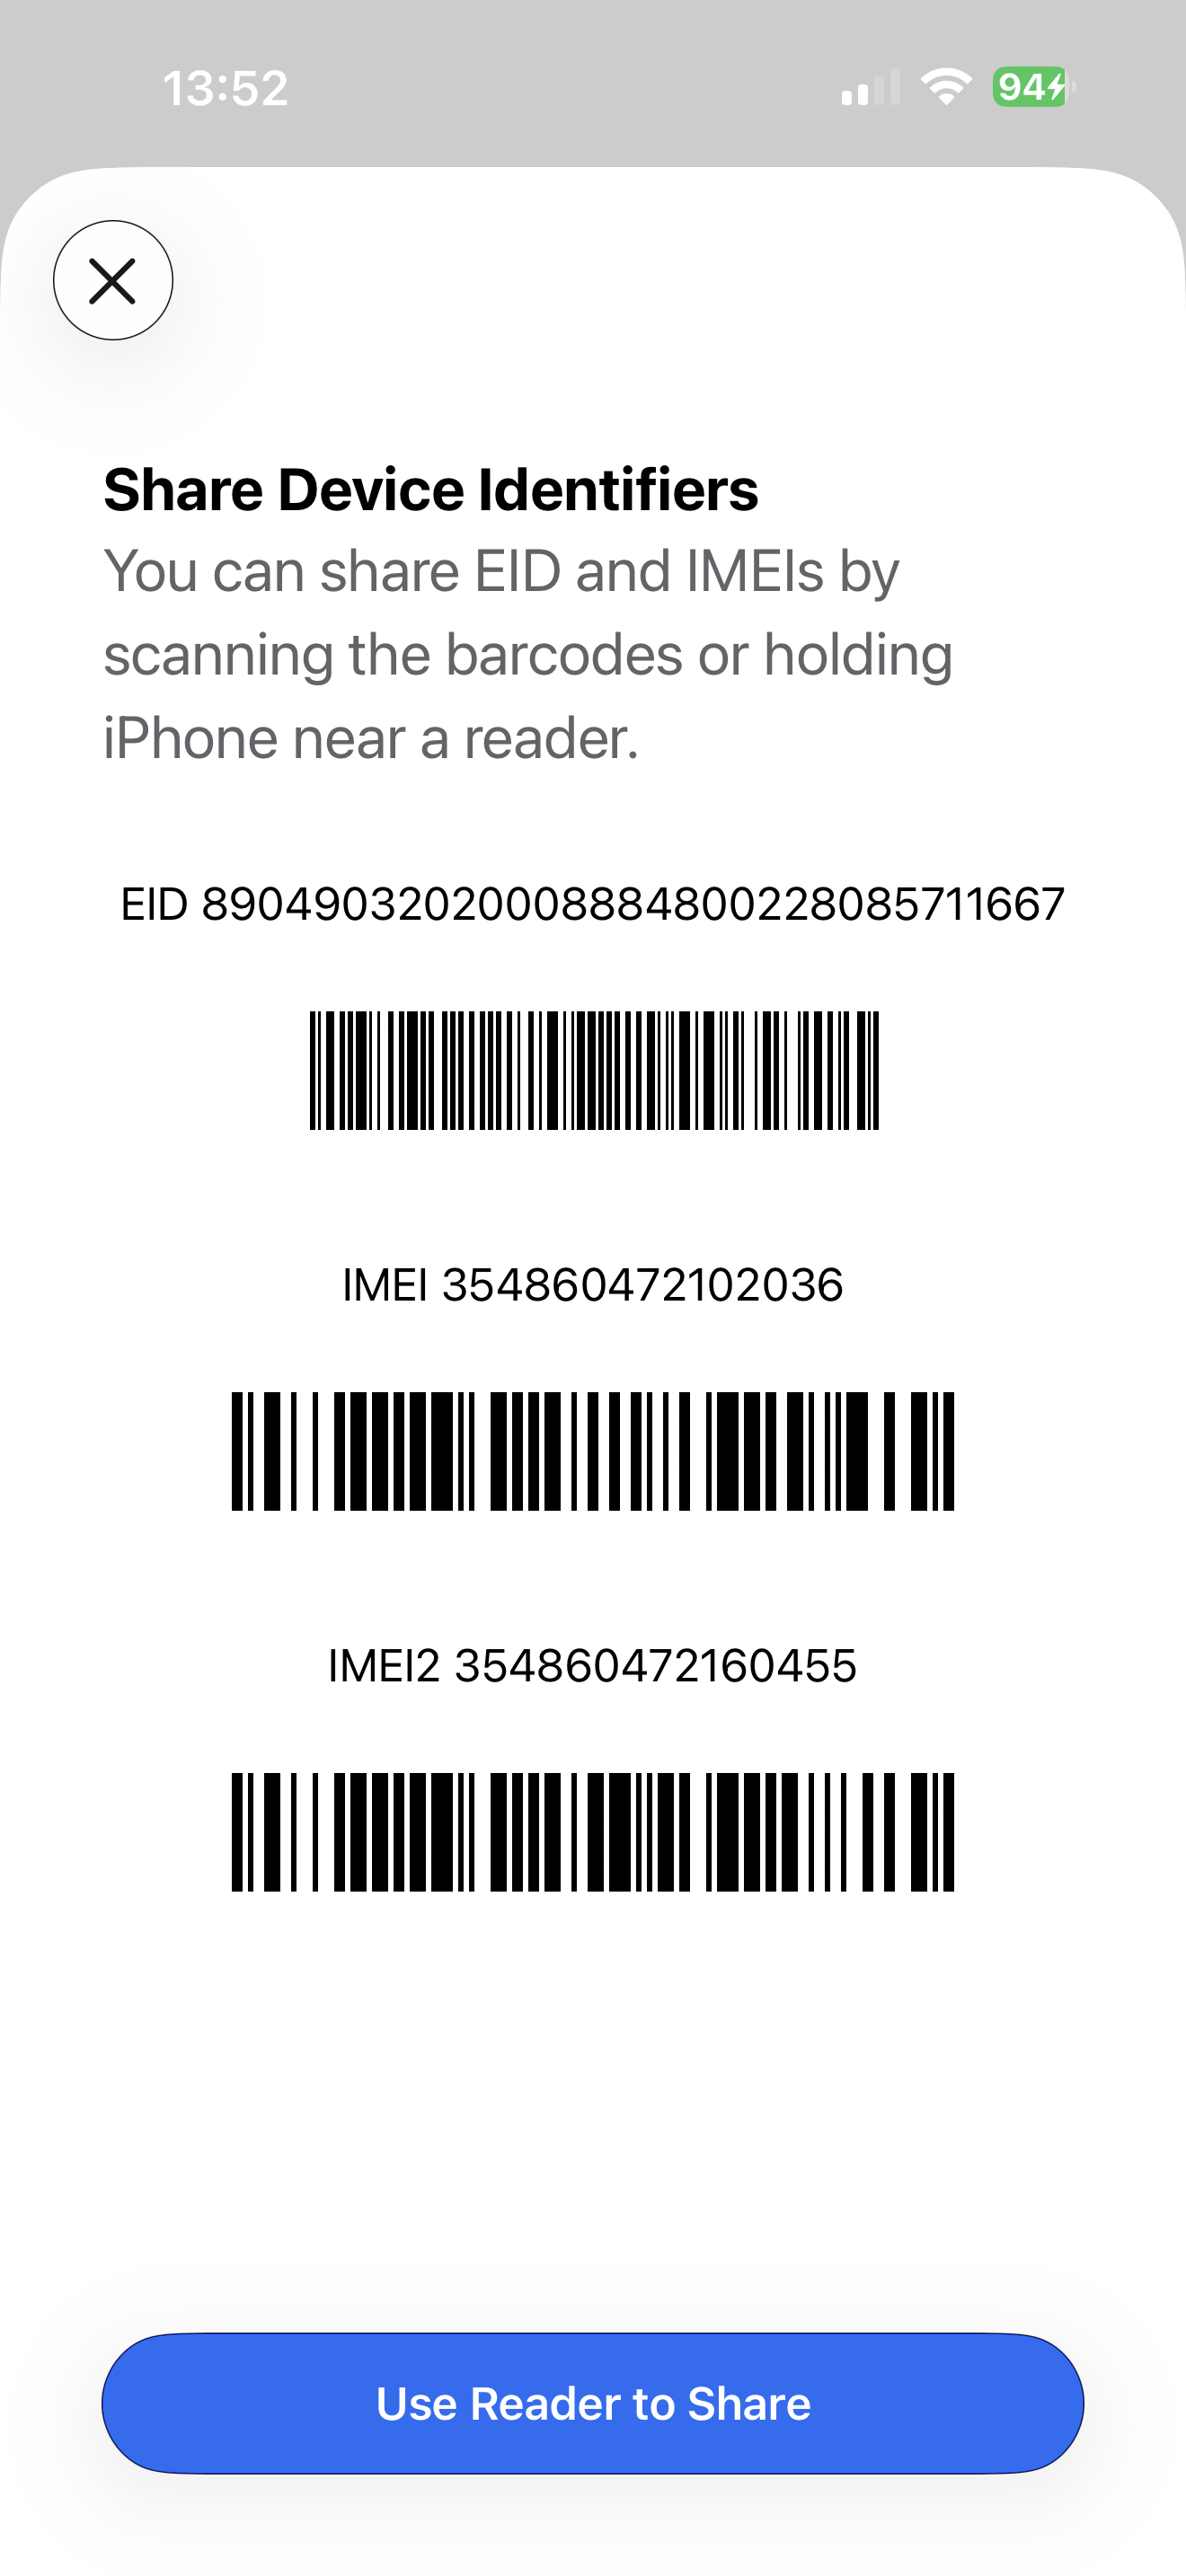 13:52
94
Share Device Identifiers
You can share EID and IMEIs by
scanning the barcodes or holding
iPhone near a reader.
EID 89049032020008884800228085711667
IMEI 354860472102036
IMEI2 354860472160455
Use Reader to Share